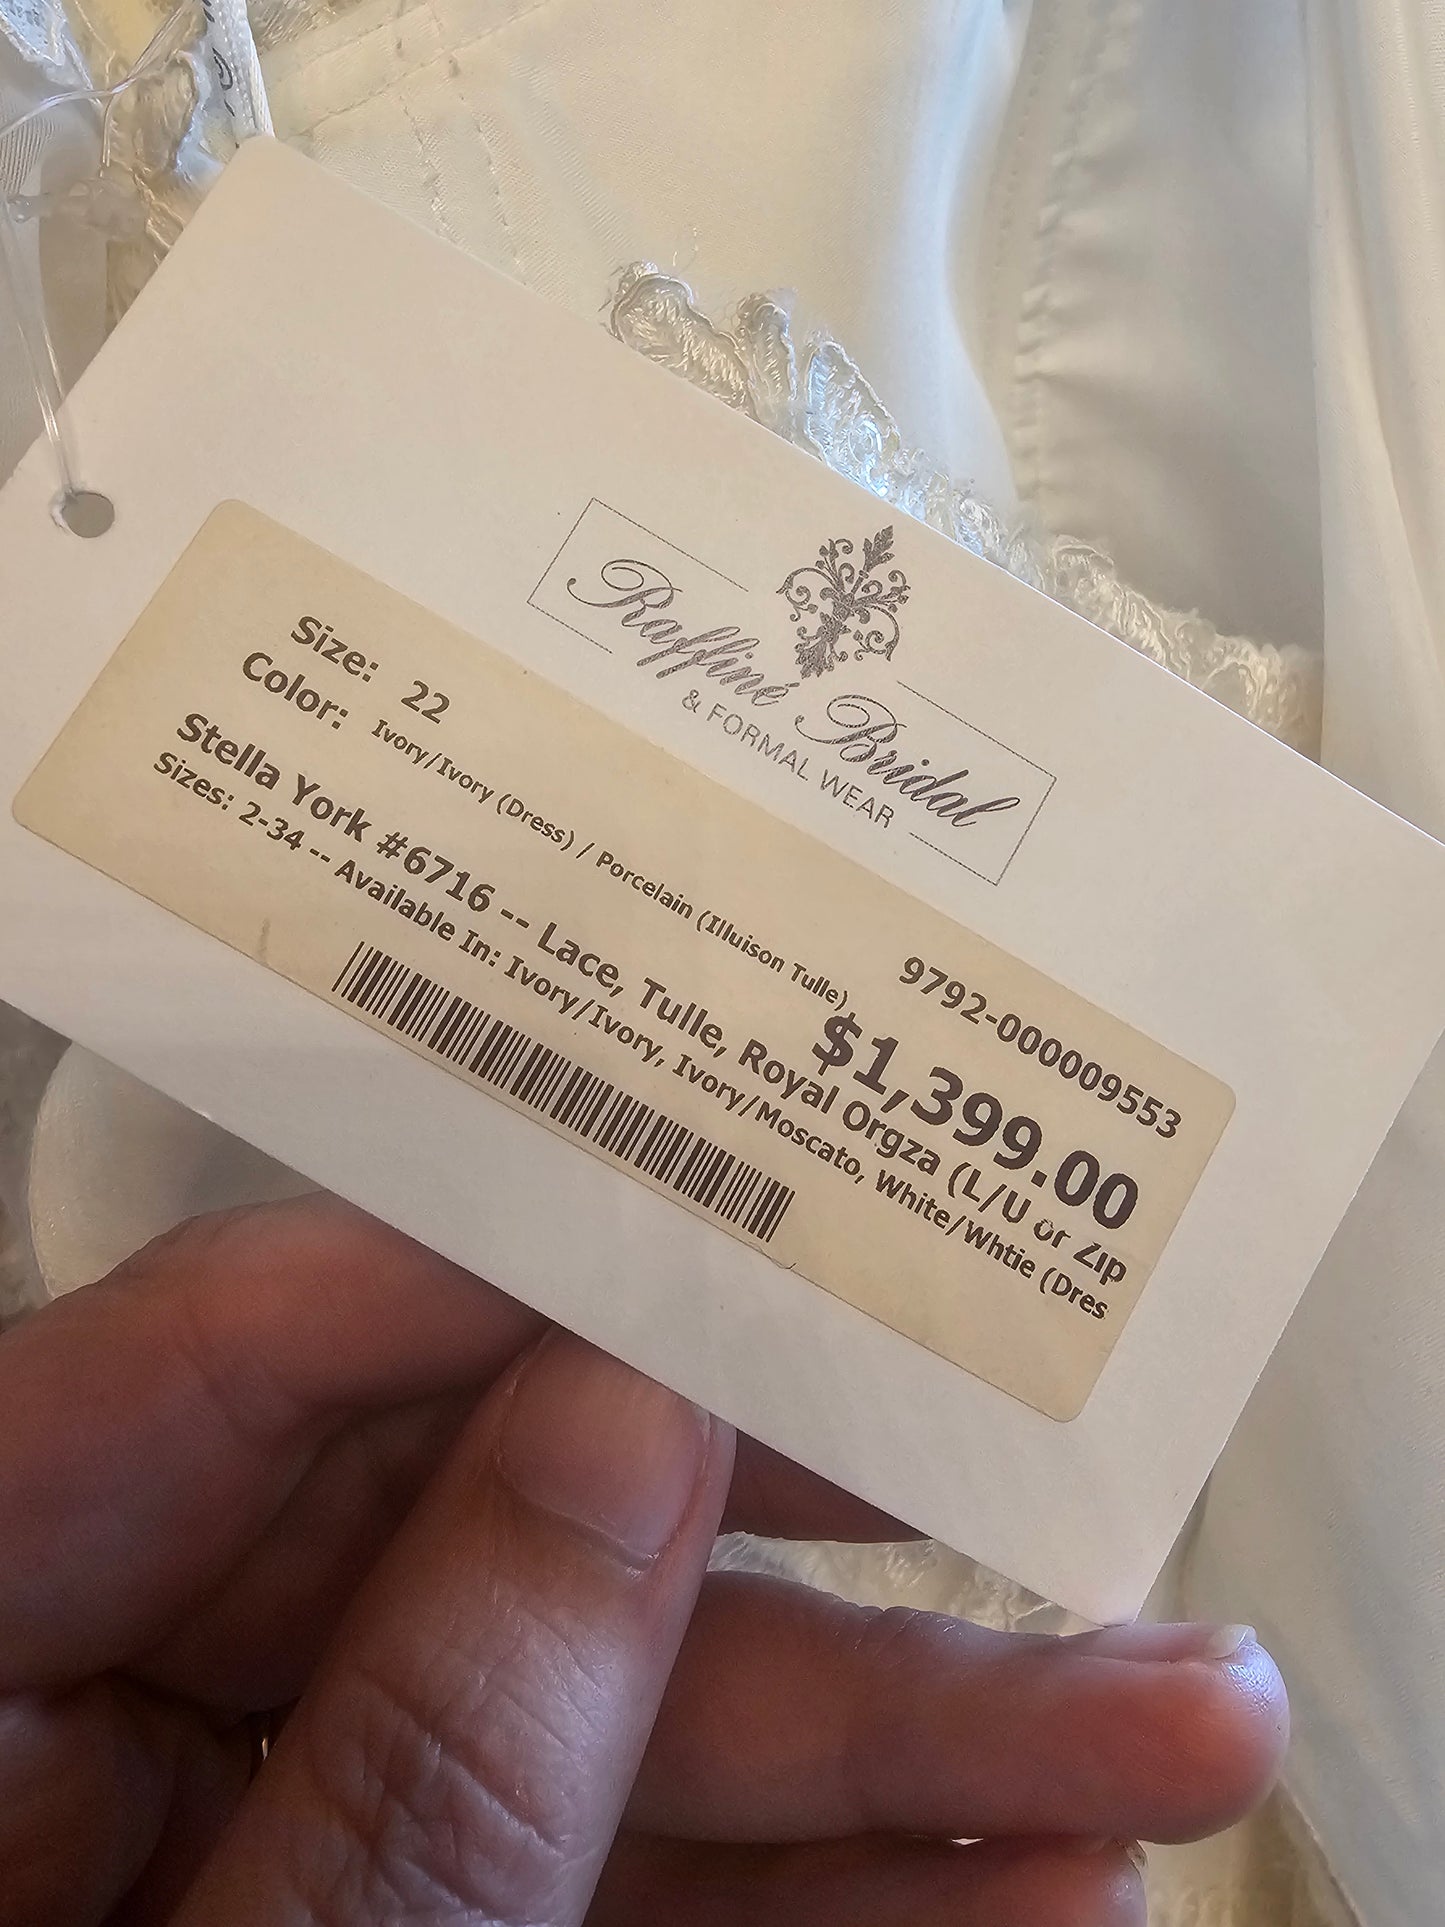 Raffiné Bridal
& FORMAL WEAR
Size: 22
Color: Ivory/Ivory (Dress) / Porcelain (Illuison Tulle)
9792-000009553
$1,399.00
Stella York #6716 -- Lace, Tulle, Royal Orgza (L/U or Zip
Sizes: 2-34 -- Available In: Ivory/Ivory, Ivory/Moscato, White/Whtie (Dres